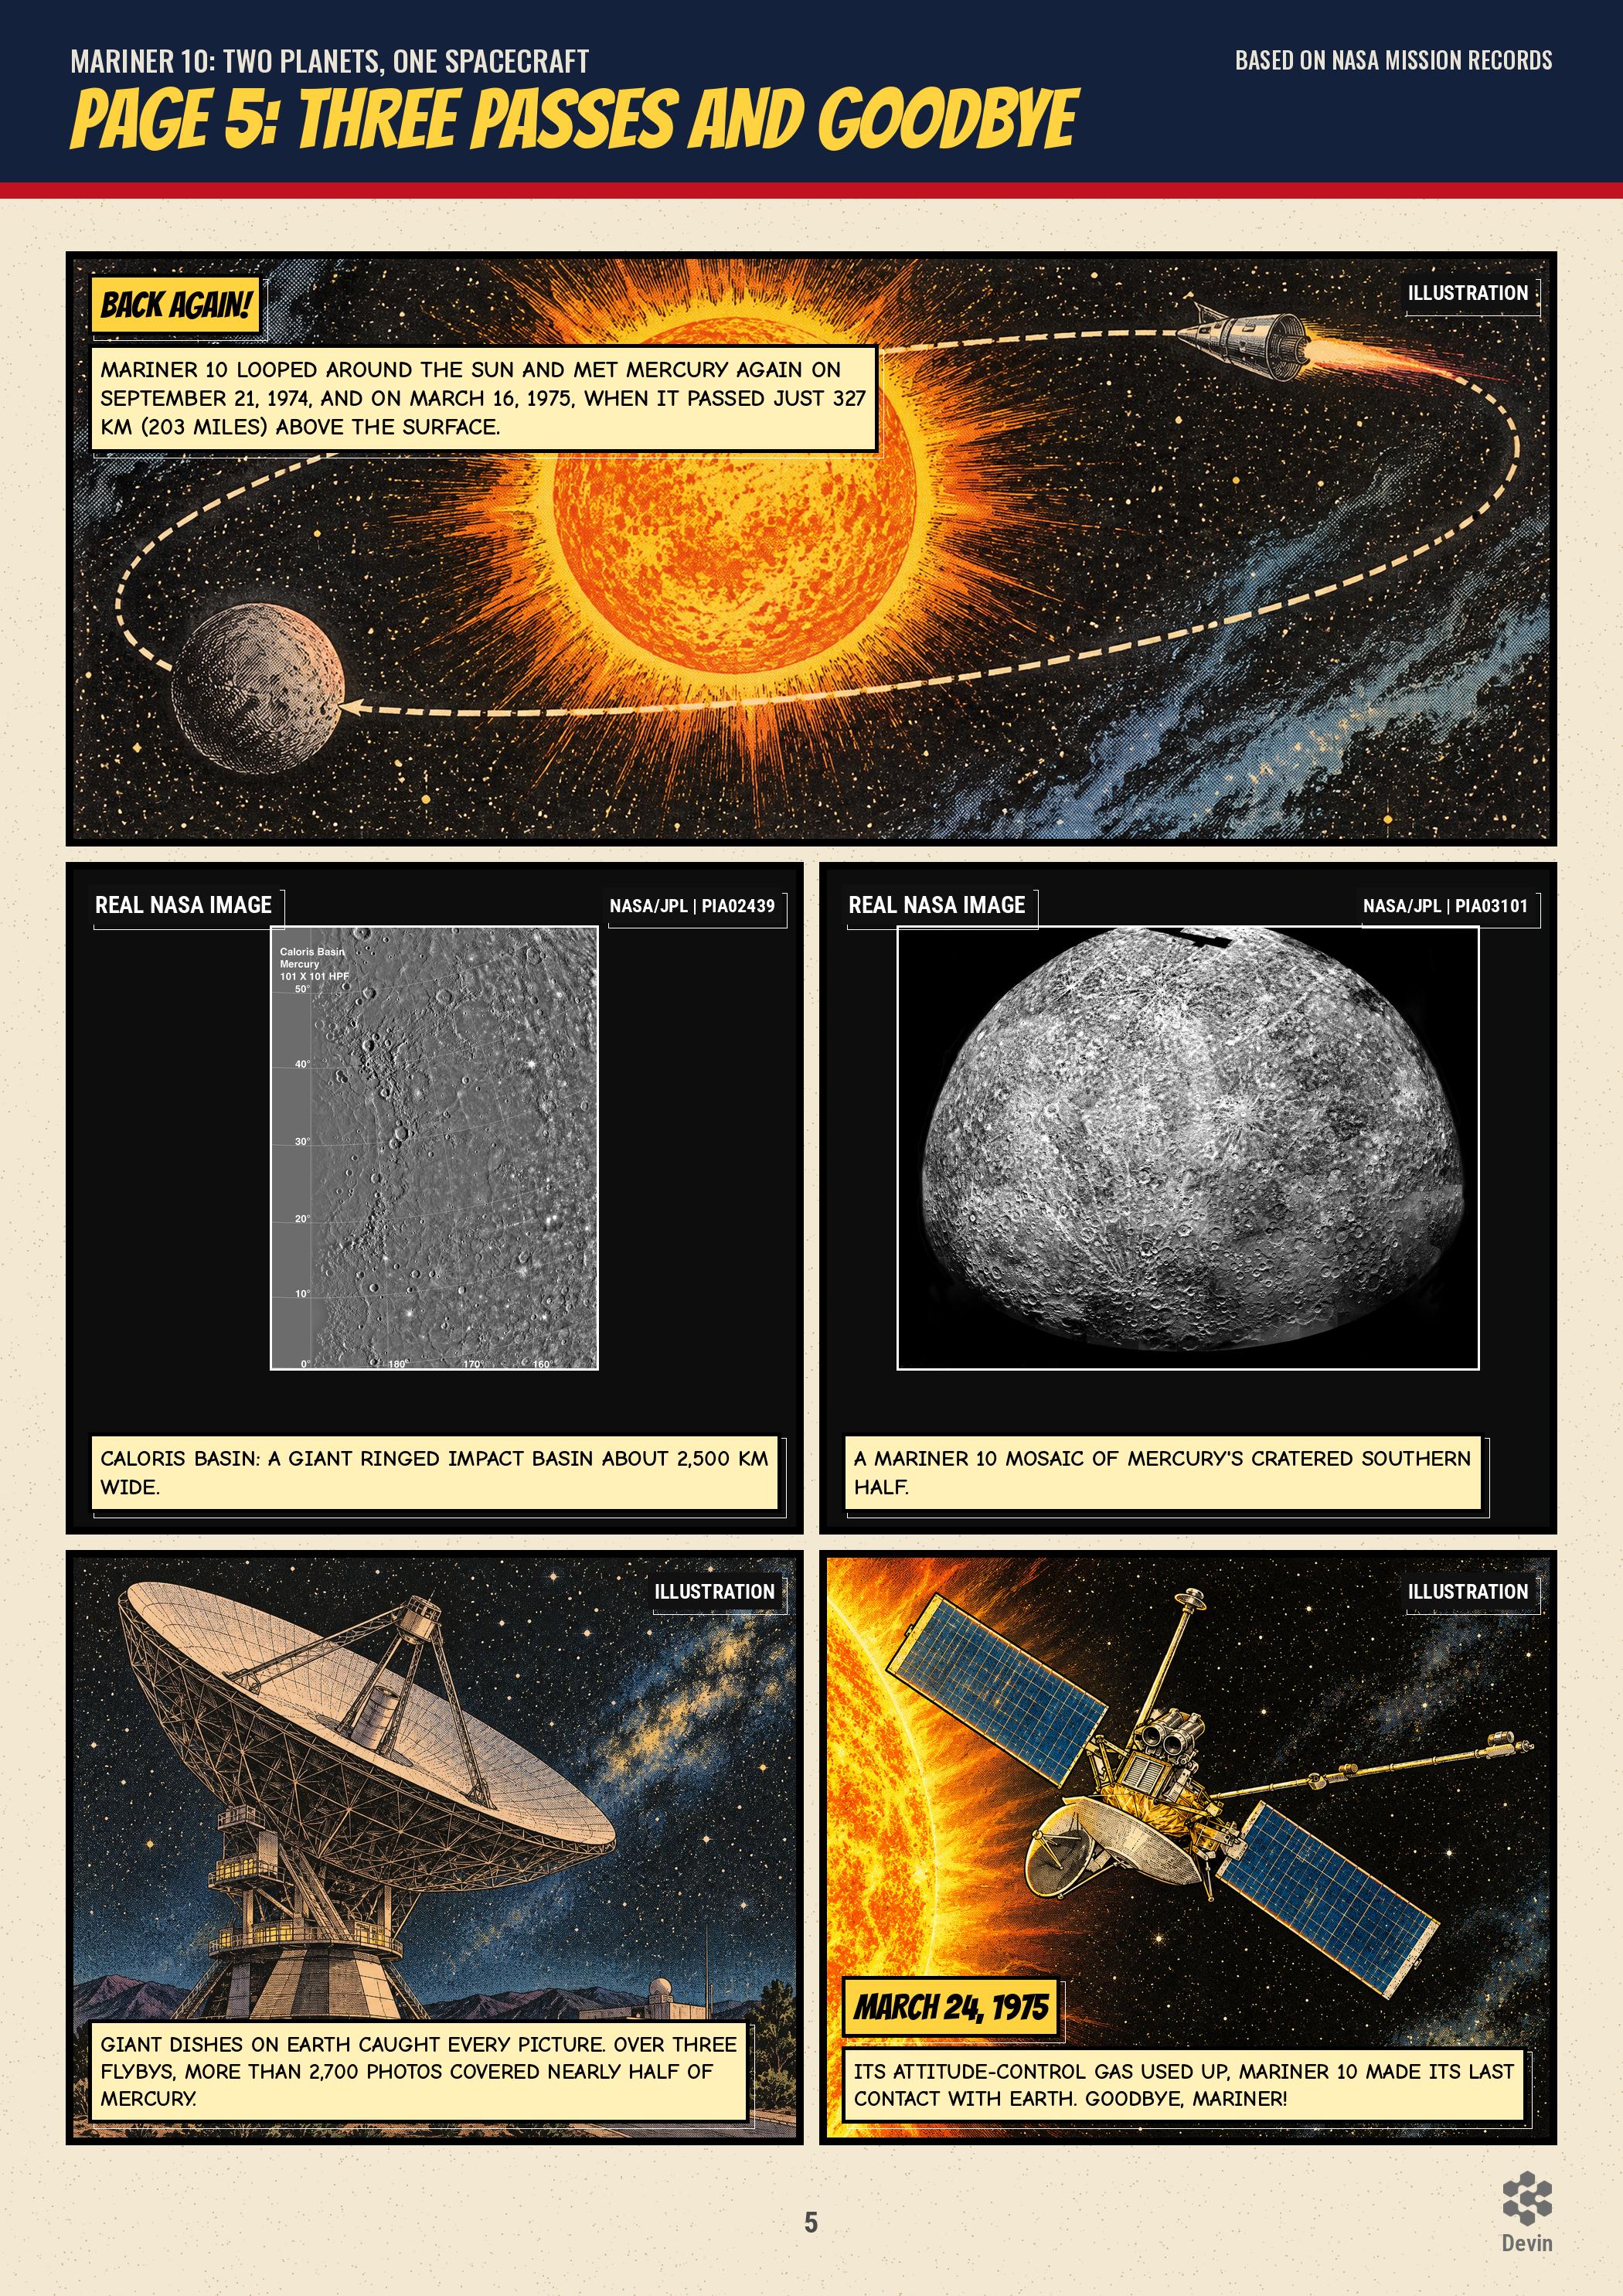 MARINER 10: TWO PLANETS, ONE SPACECRAFT
BASED ON NASA MISSION RECORDS
PAGE 5: THREE PASSES AND GOODBYE
BACK AGAIN!
ILLUSTRATION
MARINER 10 LOOPED AROUND THE SUN AND MET MERCURY AGAIN ON
SEPTEMBER 21, 1974, AND ON MARCH 16, 1975, WHEN IT PASSED JUST 327
KM (203 MILES) ABOVE THE SURFACE.
REAL NASA IMAGE
NASA/JPL | PIA02439
Caloris Basin
Mercury
101 X 101 HPF
50°
40°
30°
20°
10°
0°
180°
170°
160°
CALORIS BASIN: A GIANT RINGED IMPACT BASIN ABOUT 2,500 KM
WIDE.
REAL NASA IMAGE
NASA/JPL | PIA03101
A MARINER 10 MOSAIC OF MERCURY'S CRATERED SOUTHERN
HALF.
ILLUSTRATION
GIANT DISHES ON EARTH CAUGHT EVERY PICTURE. OVER THREE
FLYBYS, MORE THAN 2,700 PHOTOS COVERED NEARLY HALF OF
MERCURY.
ILLUSTRATION
MARCH 24, 1975
ITS ATTITUDE-CONTROL GAS USED UP, MARINER 10 MADE ITS LAST
CONTACT WITH EARTH. GOODBYE, MARINER!
5
Devin